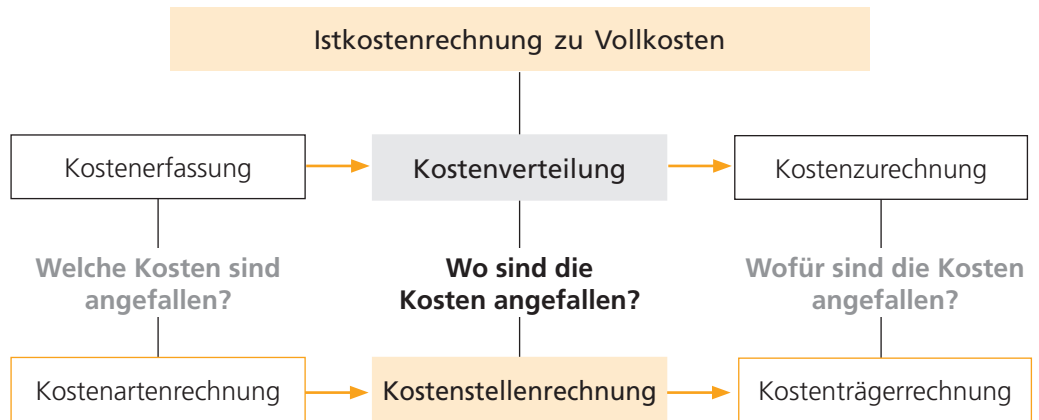 Istkostenrechnung zu Vollkosten
Kostenerfassung
Kostenverteilung
Kostenzurechnung
Welche Kosten sind
angefallen?
Wo sind die
Kosten angefallen?
Wofür sind die Kosten
angefallen?
Kostenartenrechnung
Kostenstellenrechnung
Kostenträgerrechnung